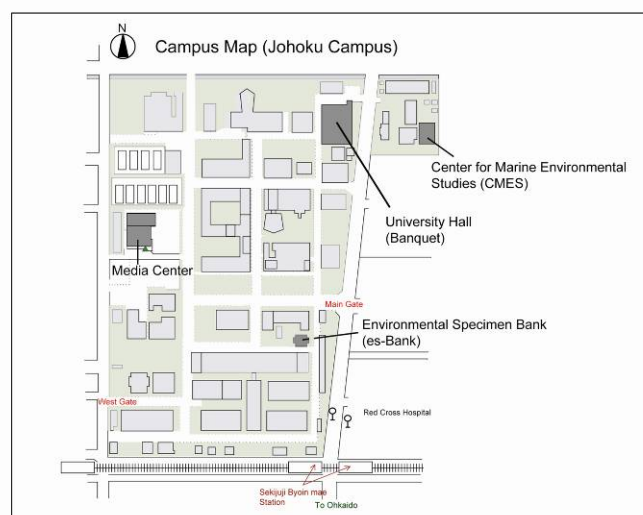 N
Campus Map (Johoku Campus)
Center for Marine Environmental
Studies (CMES)
University Hall
(Banquet)
Media Center
Main Gate
Environmental Specimen Bank
(es-Bank)
West Gate
Red Cross Hospital
Sekijuji Byoin mae
Station
To Ohkaido